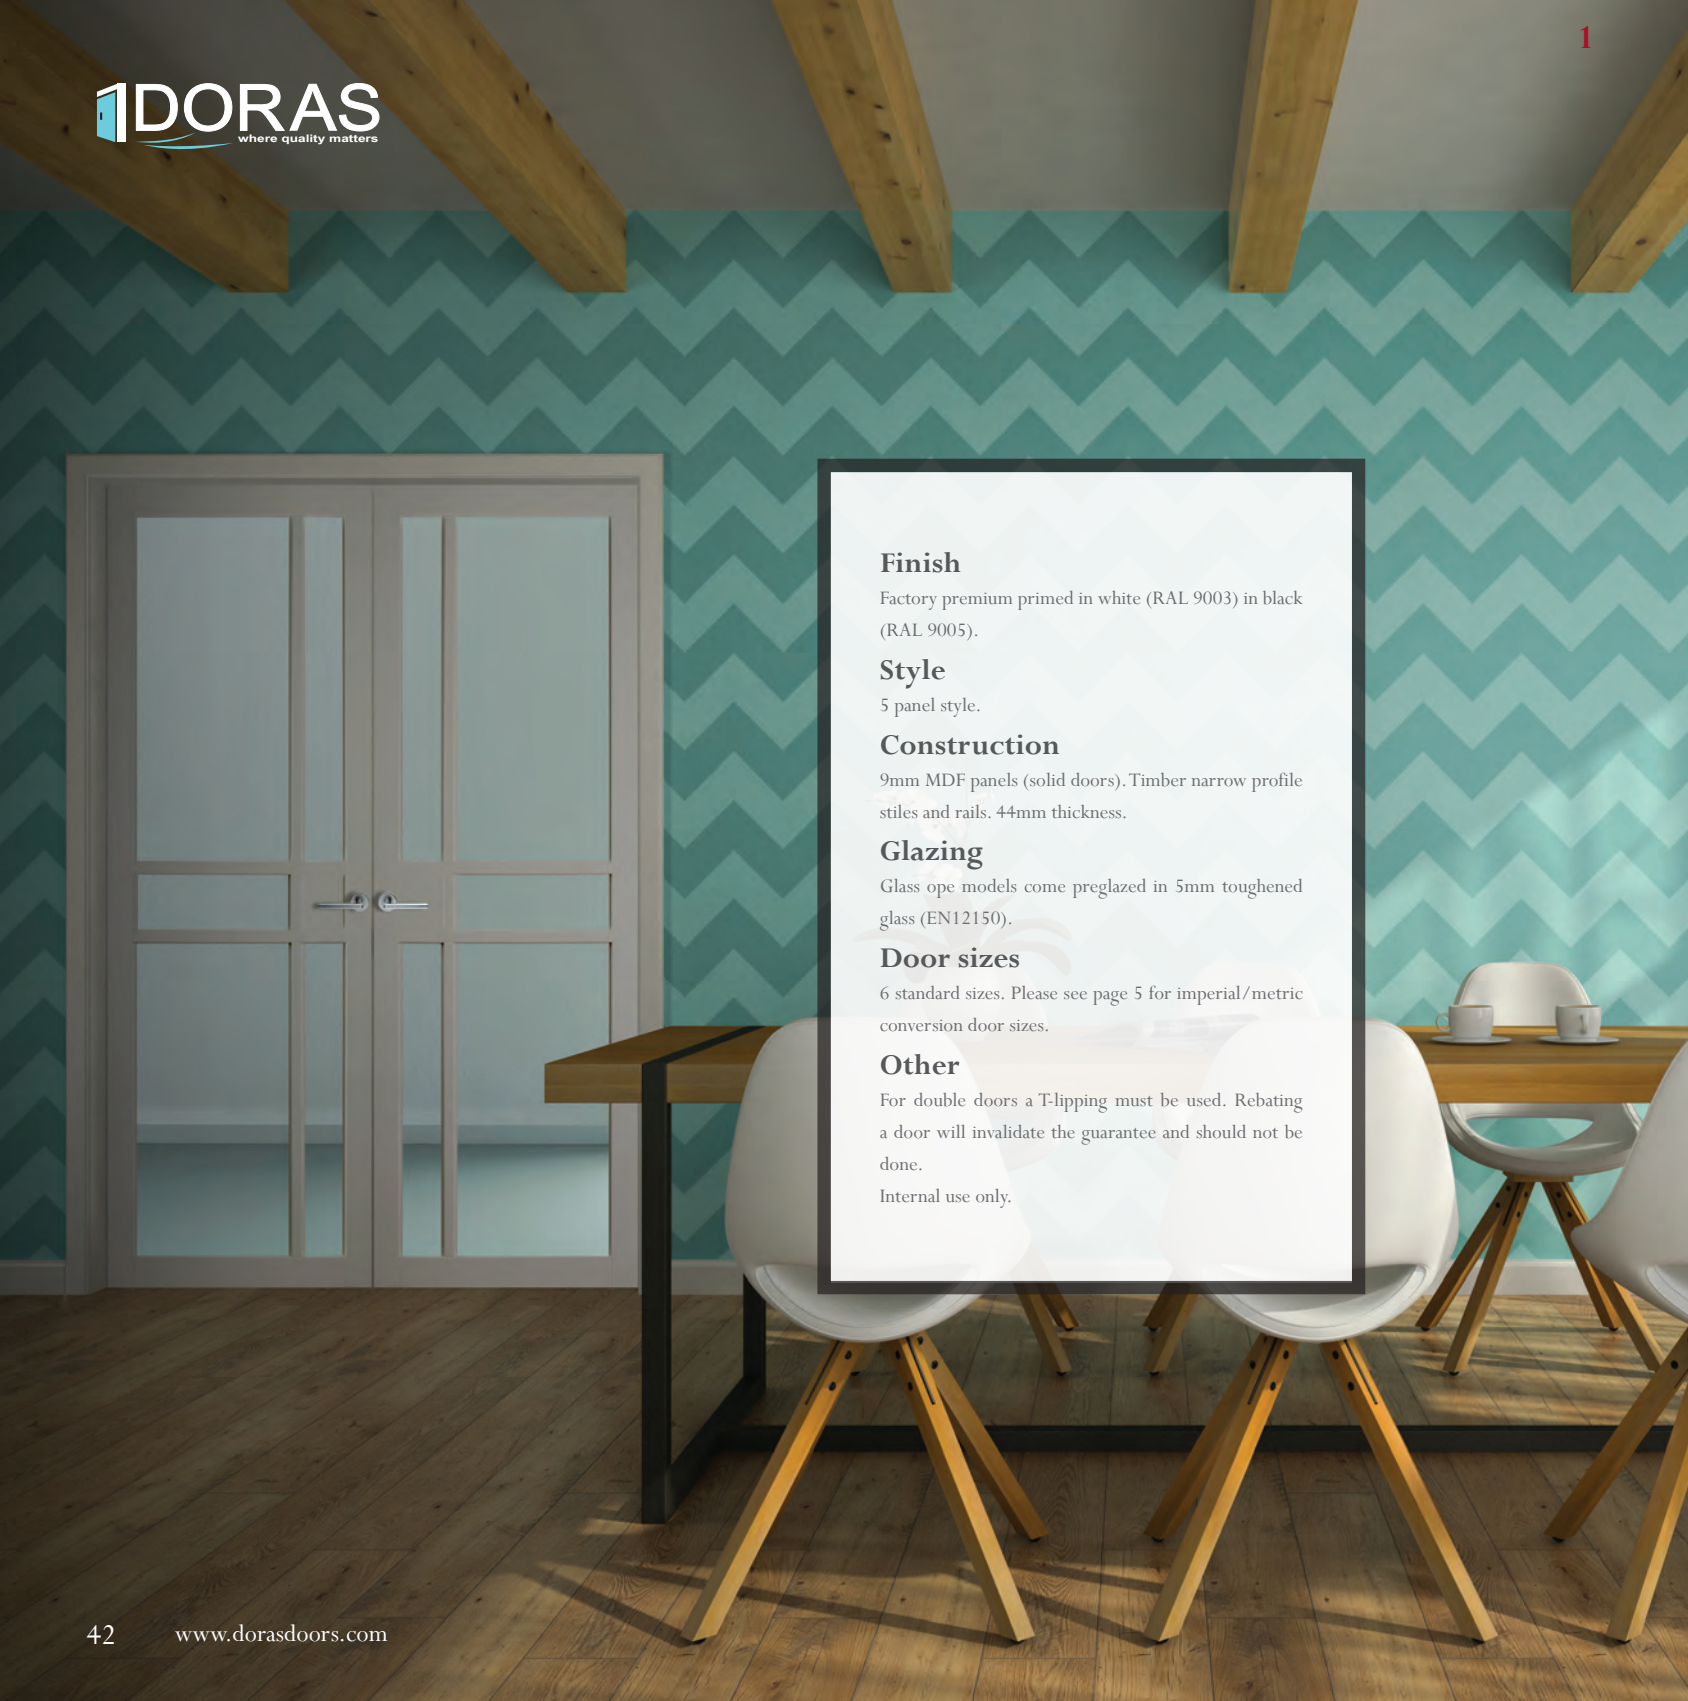 1
DORAS
where quality matters
Finish
Factory premium primed in white (RAL 9003) in black
(RAL 9005).
Style
5 panel style.
Construction
9mm MDF panels (solid doors). Timber narrow profile
stiles and rails. 44mm thickness.
Glazing
Glass ope models come preglazed in 5mm toughened
glass (EN12150).
Door sizes
6 standard sizes. Please see page 5 for imperial/metric
conversion door sizes.
Other
For double doors a T-lipping must be used. Rebating
a door will invalidate the guarantee and should not be
done.
Internal use only.
42 www.dorasdoors.com